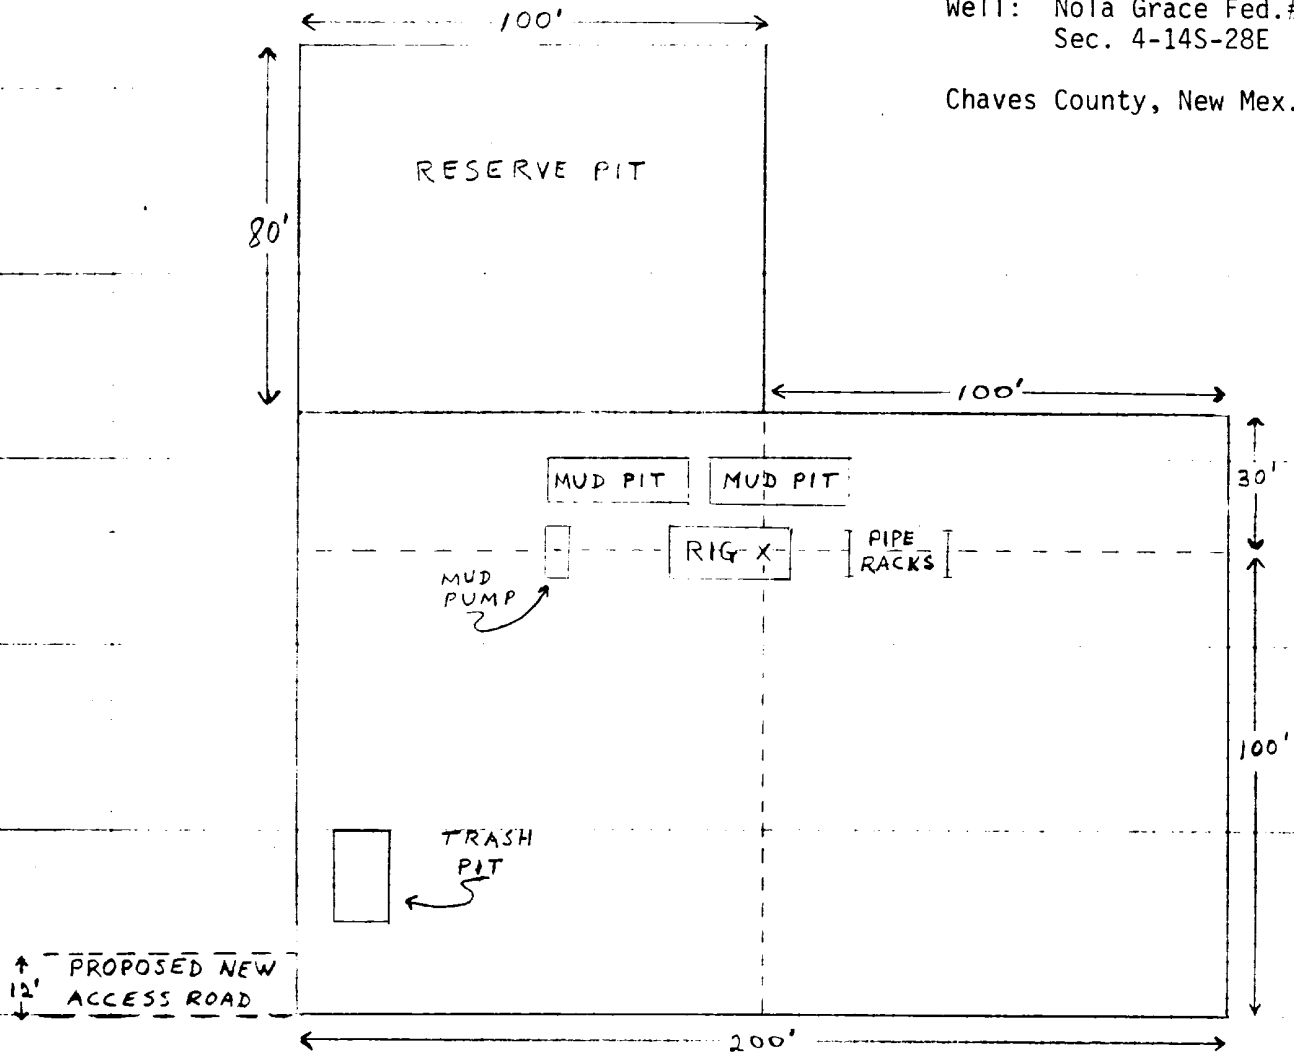 100'
Well: Nola Grace Fed.#
Sec. 4-14S-28E
Chaves County, New Mex.
RESERVE PIT
80'
100'
30'
MUD PIT
MUD PIT
RIG X
PIPE
RACKS
MUD
PUMP
100'
TRASH
PIT
PROPOSED NEW
ACCESS ROAD
12'
200'